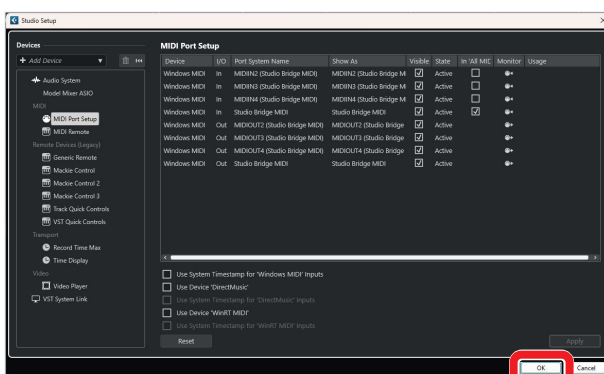 Studio Setup
Devices
+ Add Device
Audio System
Model Mixer ASIO
MIDI
MIDI Port Setup
MIDI Remote
Remote Devices (Legacy)
Generic Remote
Mackie Control
Mackie Control 2
Mackie Control 3
Track Quick Controls
VST Quick Controls
Transport
Record Time Max
Time Display
Video
Video Player
VST System Link
MIDI Port Setup
Device I/O Port System Name Show As Visible State In 'All MID Monitor Usage
Windows MIDI In MIDIIN2 (Studio Bridge MIDI) MIDIIN2 (Studio Bridge M Active
Windows MIDI In MIDIIN3 (Studio Bridge MIDI) MIDIIN3 (Studio Bridge M Active
Windows MIDI In MIDIIN4 (Studio Bridge MIDI) MIDIIN4 (Studio Bridge M Active
Windows MIDI In Studio Bridge MIDI Studio Bridge MIDI Active
Windows MIDI Out MIDIOUT2 (Studio Bridge MIDI) MIDIOUT2 (Studio Bridge Active
Windows MIDI Out MIDIOUT3 (Studio Bridge MIDI) MIDIOUT3 (Studio Bridge Active
Windows MIDI Out MIDIOUT4 (Studio Bridge MIDI) MIDIOUT4 (Studio Bridge Active
Windows MIDI Out Studio Bridge MIDI Studio Bridge MIDI Active
Use System Timestamp for 'Windows MIDI' Inputs
Use Device 'DirectMusic'
Use System Timestamp for 'DirectMusic' Inputs
Use Device 'WinRT MIDI'
Use System Timestamp for 'WinRT MIDI' Inputs
Reset
Apply
OK
Cancel